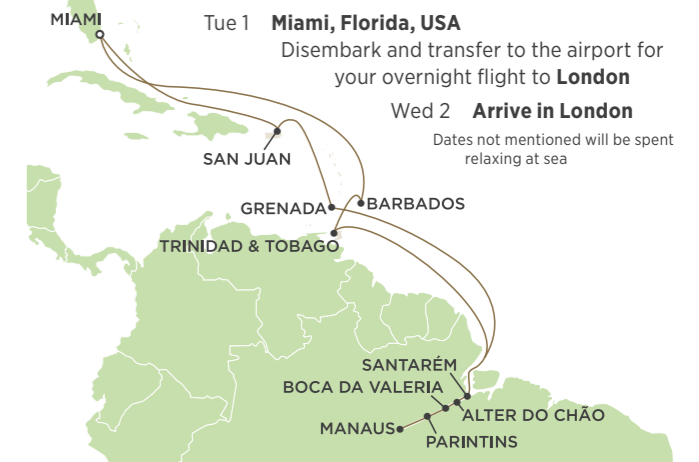 MIAMI
Tue 1 Miami, Florida, USA
Disembark and transfer to the airport for
your overnight flight to London
Wed 2 Arrive in London
Dates not mentioned will be spent
relaxing at sea
SAN JUAN
GRENADA
BARBADOS
TRINIDAD & TOBAGO
SANTARÉM
BOCA DA VALERIA
ALTER DO CHÃO
MANAUS
PARINTINS